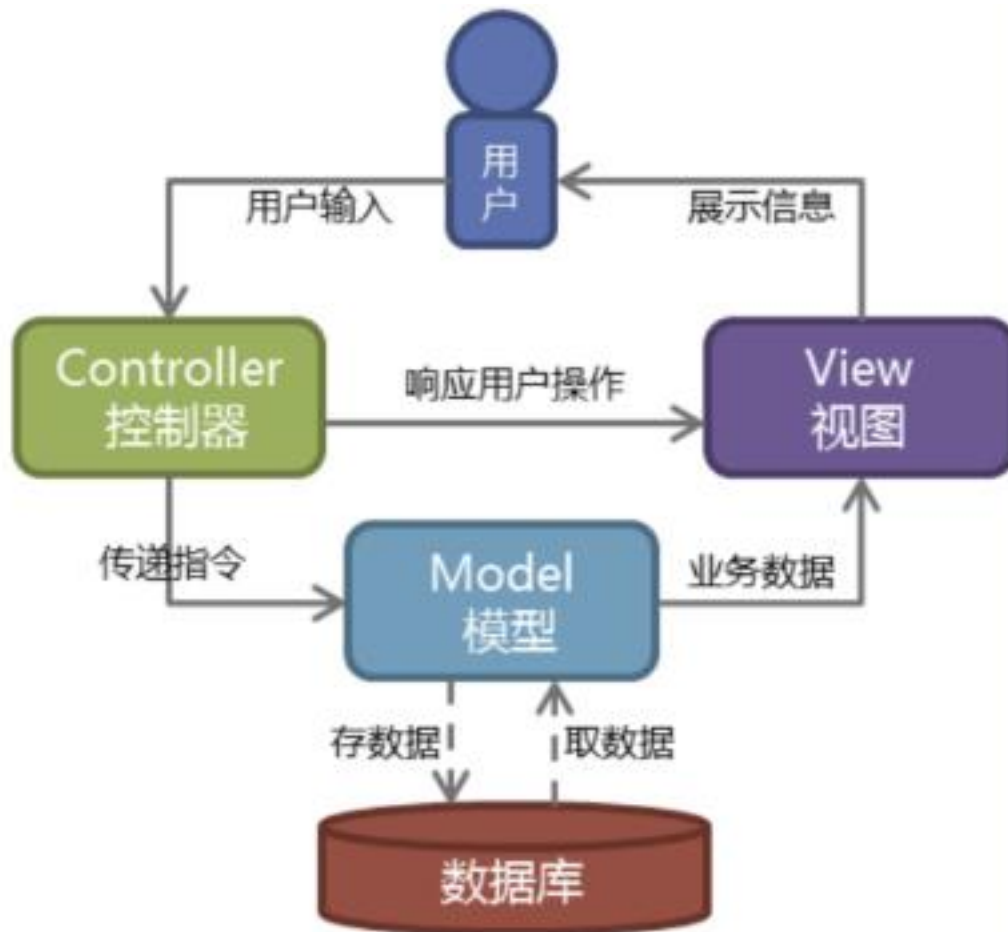 用
户
用户输入
展示信息
Controller
控制器
响应用户操作
View
视图
传递指令
Model
模型
业务数据
存数据
取数据
数据库